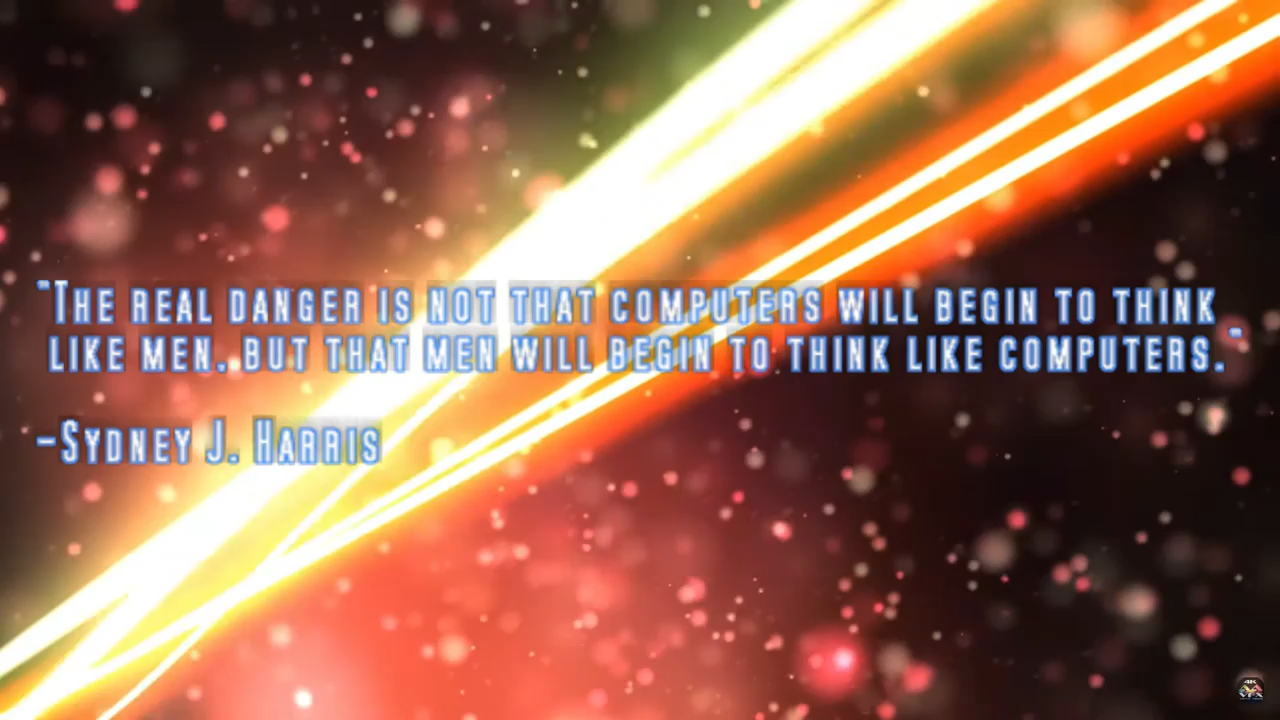 "The real danger is not that computers will begin to think
like men, but that men will begin to think like computers."
-Sydney J. Harris
4K